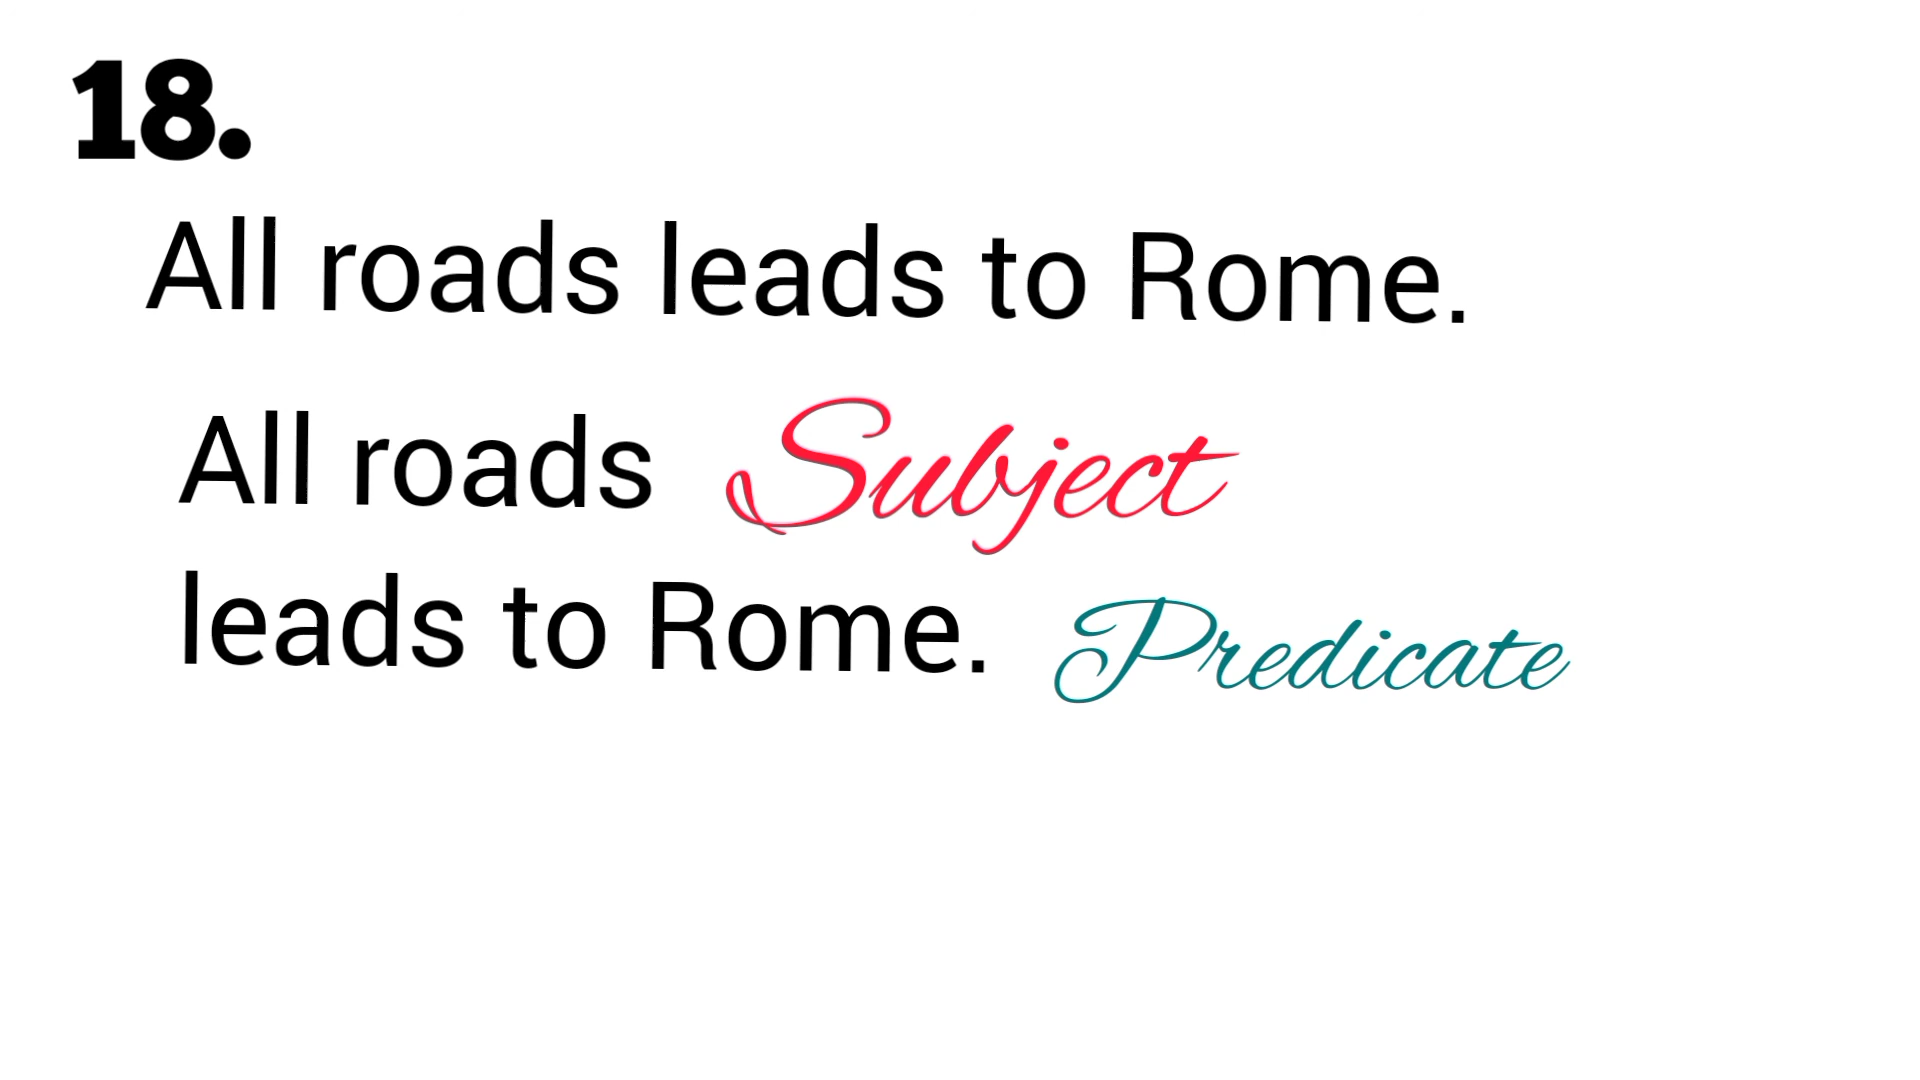 18.
All roads leads to Rome.
All roads Subject
leads to Rome. Predicate